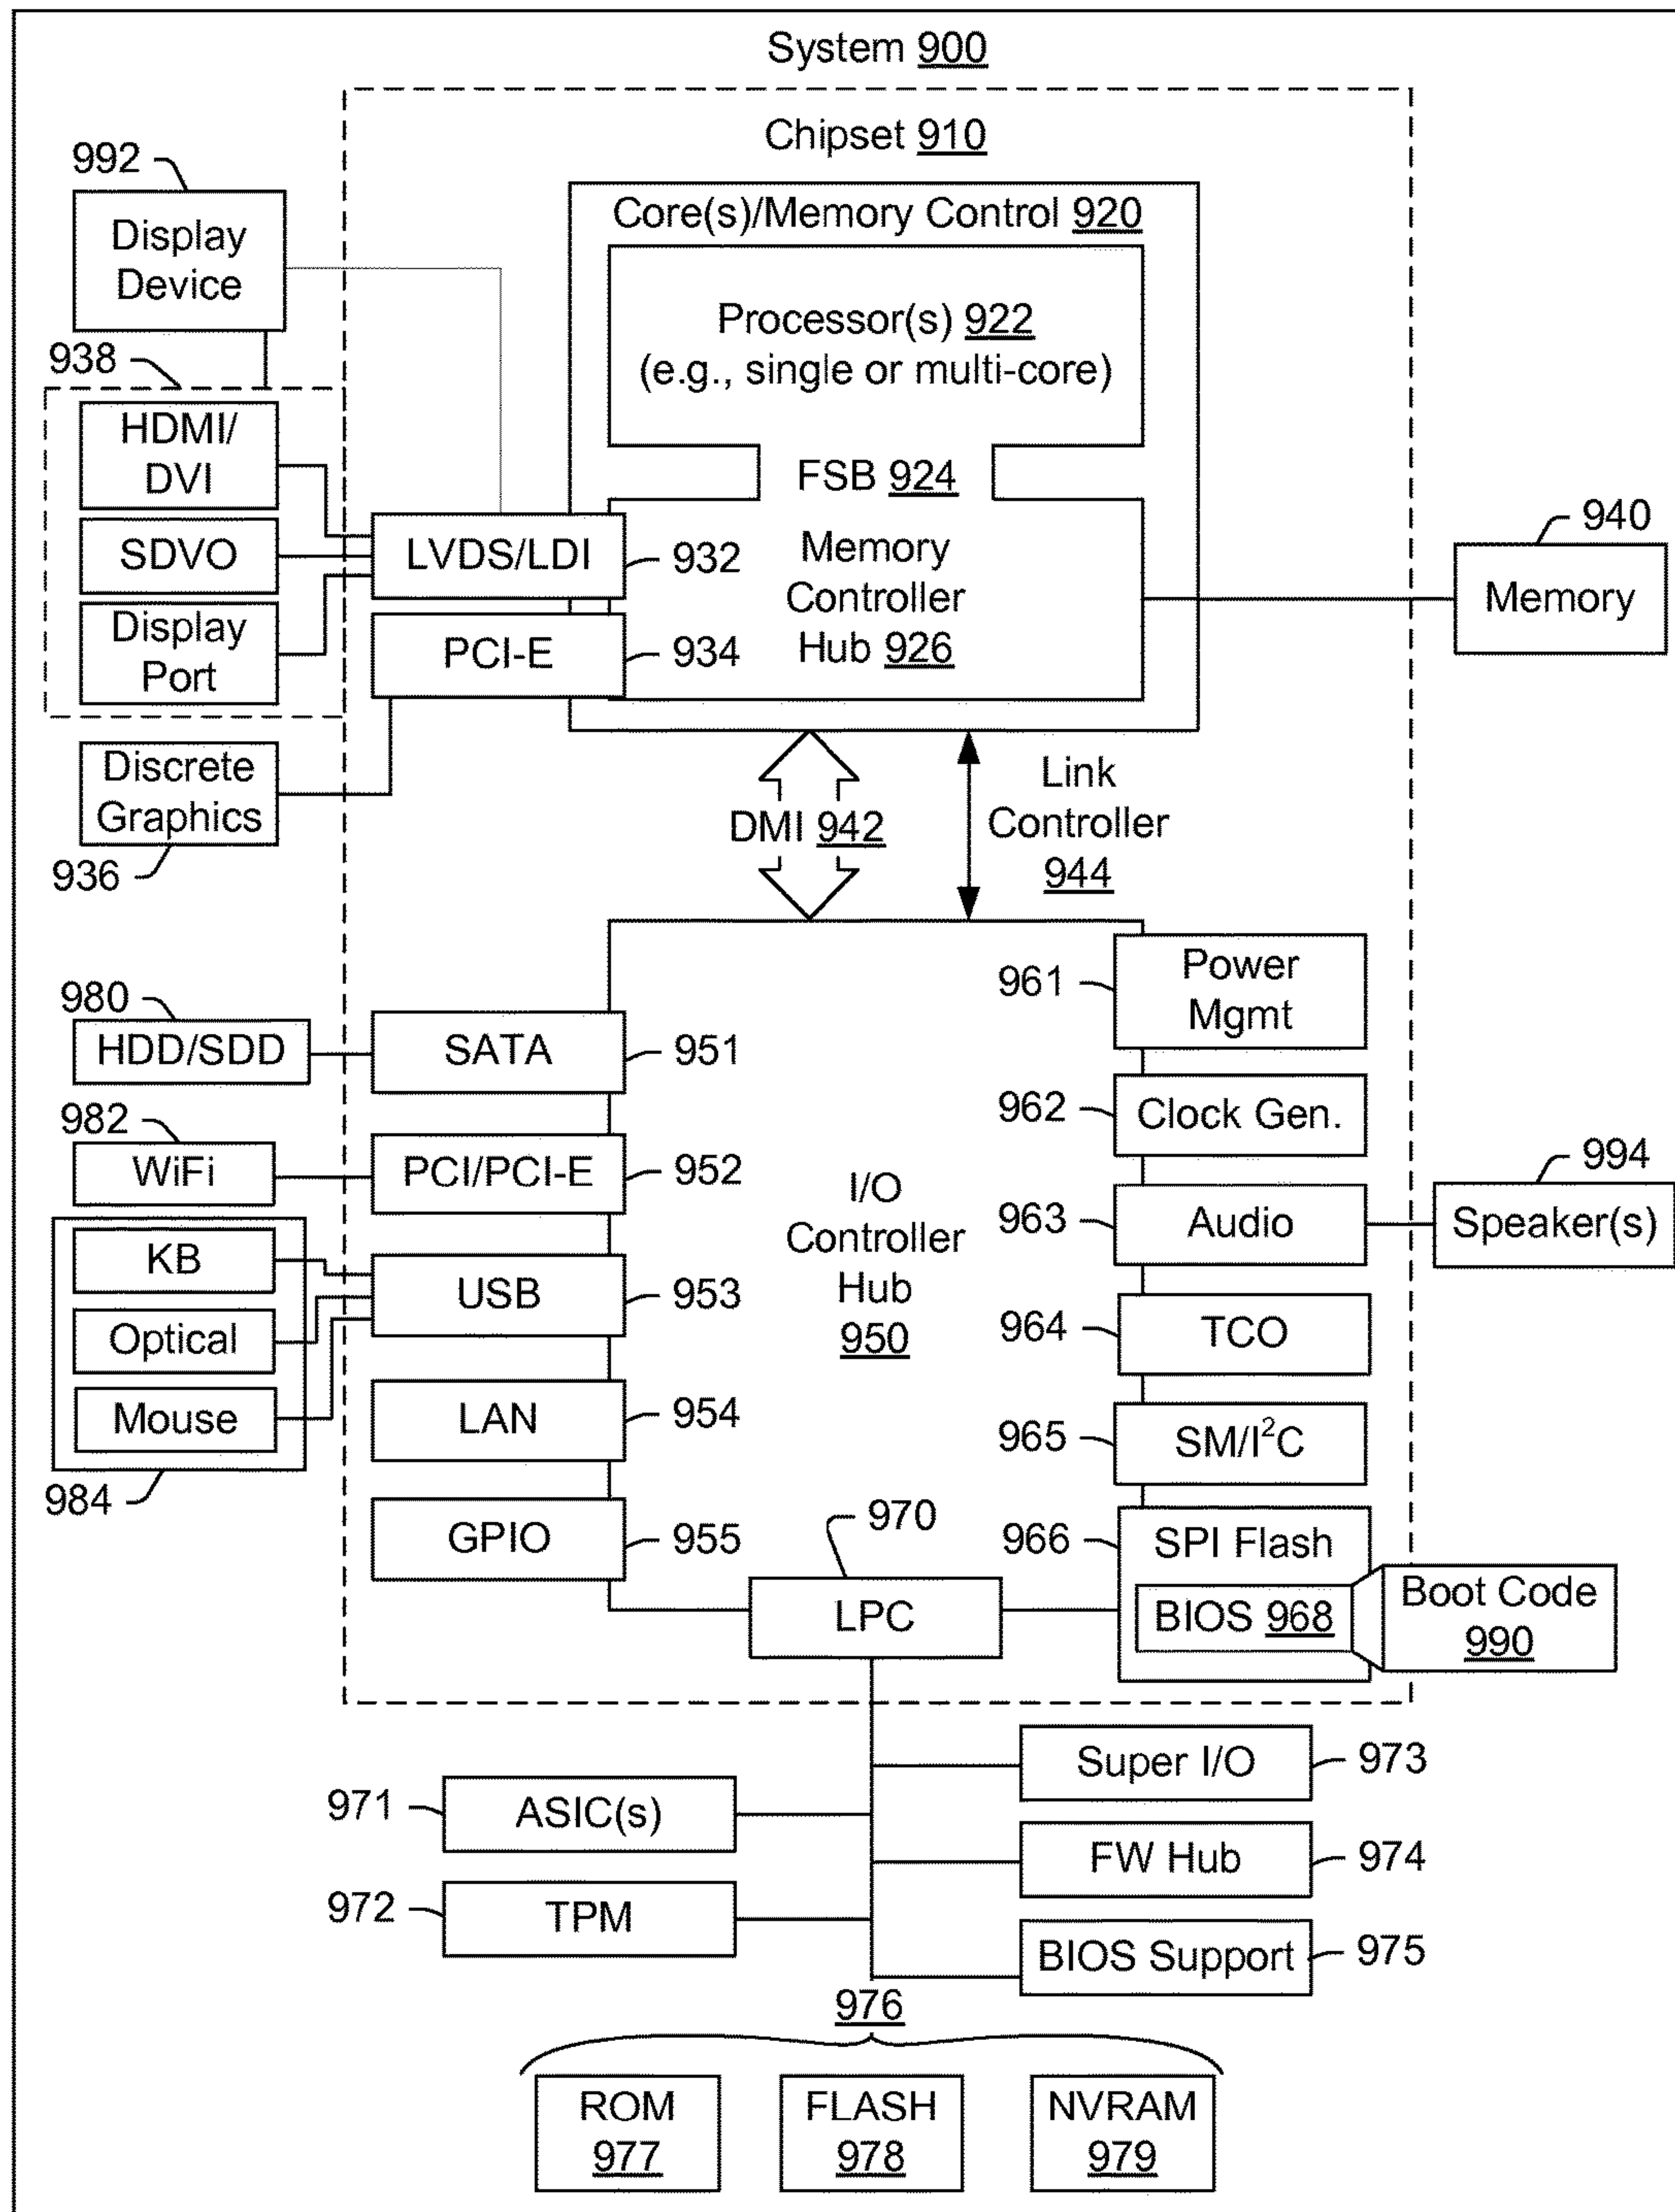 System 900
Chipset 910
992
Display
Device
Core(s)/Memory Control 920
Processor(s) 922
(e.g., single or multi-core)
FSB 924
Memory
Controller
Hub 926
938
HDMI/
DVI
SDVO
Display
Port
LVDS/LDI
932
PCI-E
934
940
Memory
Discrete
Graphics
936
DMI 942
Link
Controller
944
980
HDD/SDD
SATA
951
982
WiFi
PCI/PCI-E
952
KB
Optical
Mouse
984
USB
953
LAN
954
GPIO
955
I/O
Controller
Hub
950
961
Power
Mgmt
962
Clock Gen.
963
Audio
994
Speaker(s)
964
TCO
965
SM/I²C
966
SPI Flash
BIOS 968
Boot Code
990
970
LPC
971
ASIC(s)
972
TPM
Super I/O
973
FW Hub
974
BIOS Support
975
976
ROM
977
FLASH
978
NVRAM
979